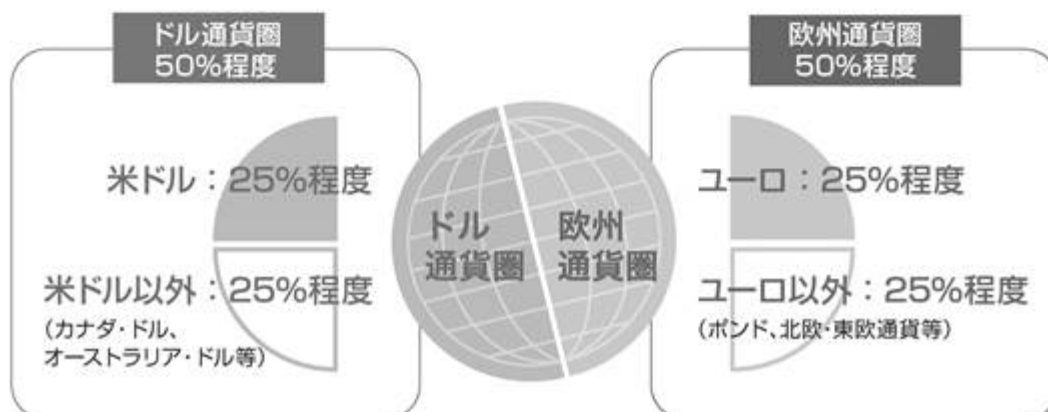 ドル通貨圏
50%程度
米ドル：25%程度
米ドル以外：25%程度
(カナダ・ドル、
オーストラリア・ドル等)
ドル
通貨圏
欧州
通貨圏
欧州通貨圏
50%程度
ユーロ：25%程度
ユーロ以外：25%程度
(ポンド、北欧・東欧通貨等)